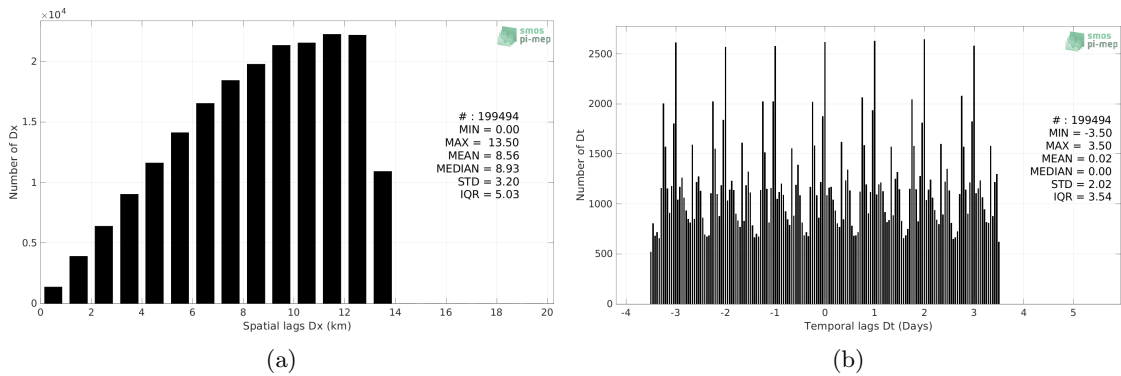 ×10⁴
2
1.5
1
0.5
0
Number of Dx
0 2 4 6 8 10 12 14 16 18 20
Spatial lags Dx (km)
smos
pi-mep
# : 199494
MIN = 0.00
MAX = 13.50
MEAN = 8.56
MEDIAN = 8.93
STD = 3.20
IQR = 5.03
(a)
2500
2000
1500
1000
500
0
Number of Dt
-4 -3 -2 -1 0 1 2 3 4 5
Temporal lags Dt (Days)
smos
pi-mep
# : 199494
MIN = -3.50
MAX = 3.50
MEAN = 0.02
MEDIAN = 0.00
STD = 2.02
IQR = 3.54
(b)